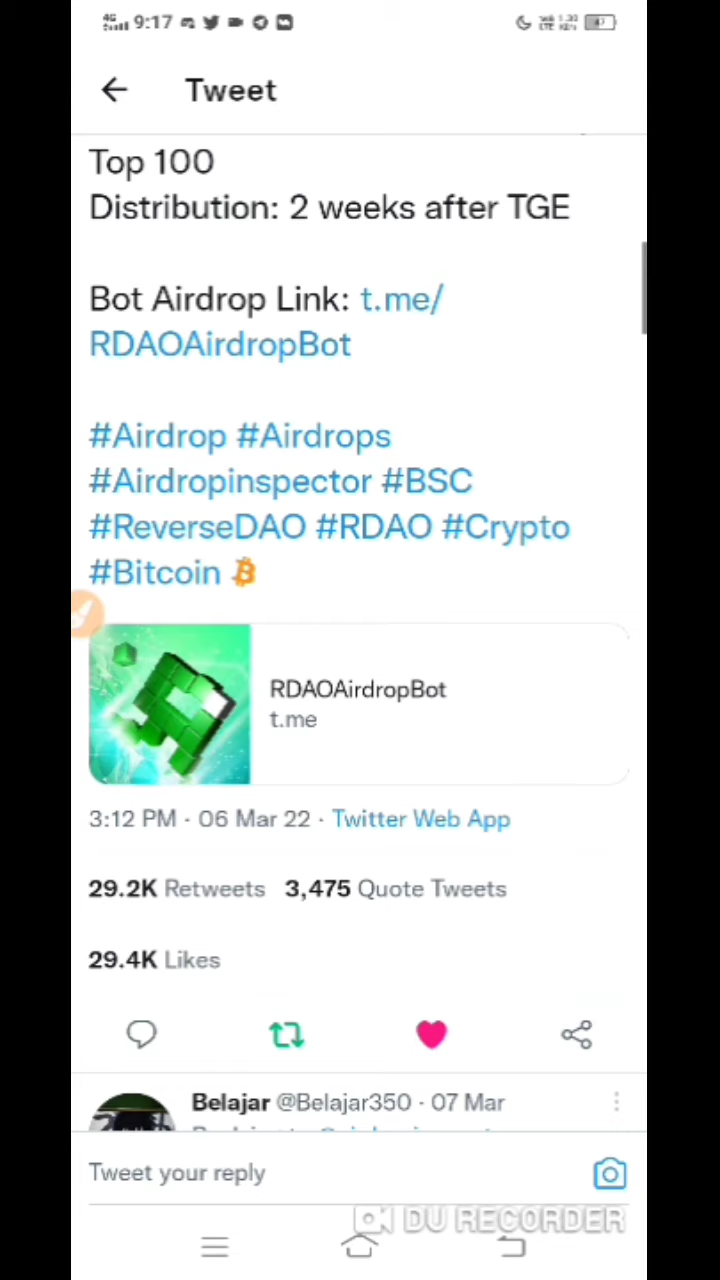 4G 9:17
Tweet
Top 100
Distribution: 2 weeks after TGE
Bot Airdrop Link: t.me/
RDAOAirdropBot
#Airdrop #Airdrops
#Airdropinspector #BSC
#ReverseDAO #RDAO #Crypto
#Bitcoin
RDAOAirdropBot
t.me
3:12 PM · 06 Mar 22 · Twitter Web App
29.2K Retweets 3,475 Quote Tweets
29.4K Likes
Belajar @Belajar350 · 07 Mar
Tweet your reply
DU RECORDER